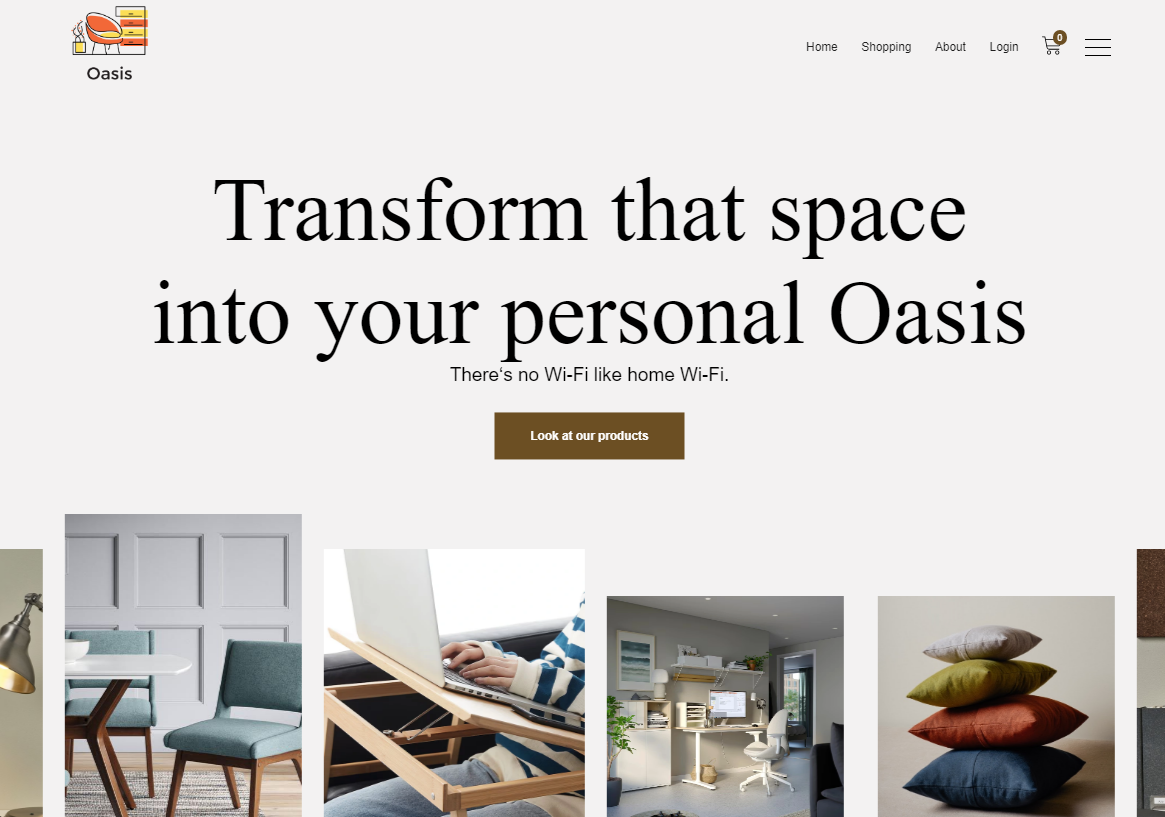 Oasis
Home Shopping About Login 0
Transform that space
into your personal Oasis
There‘s no Wi-Fi like home Wi-Fi.
Look at our products